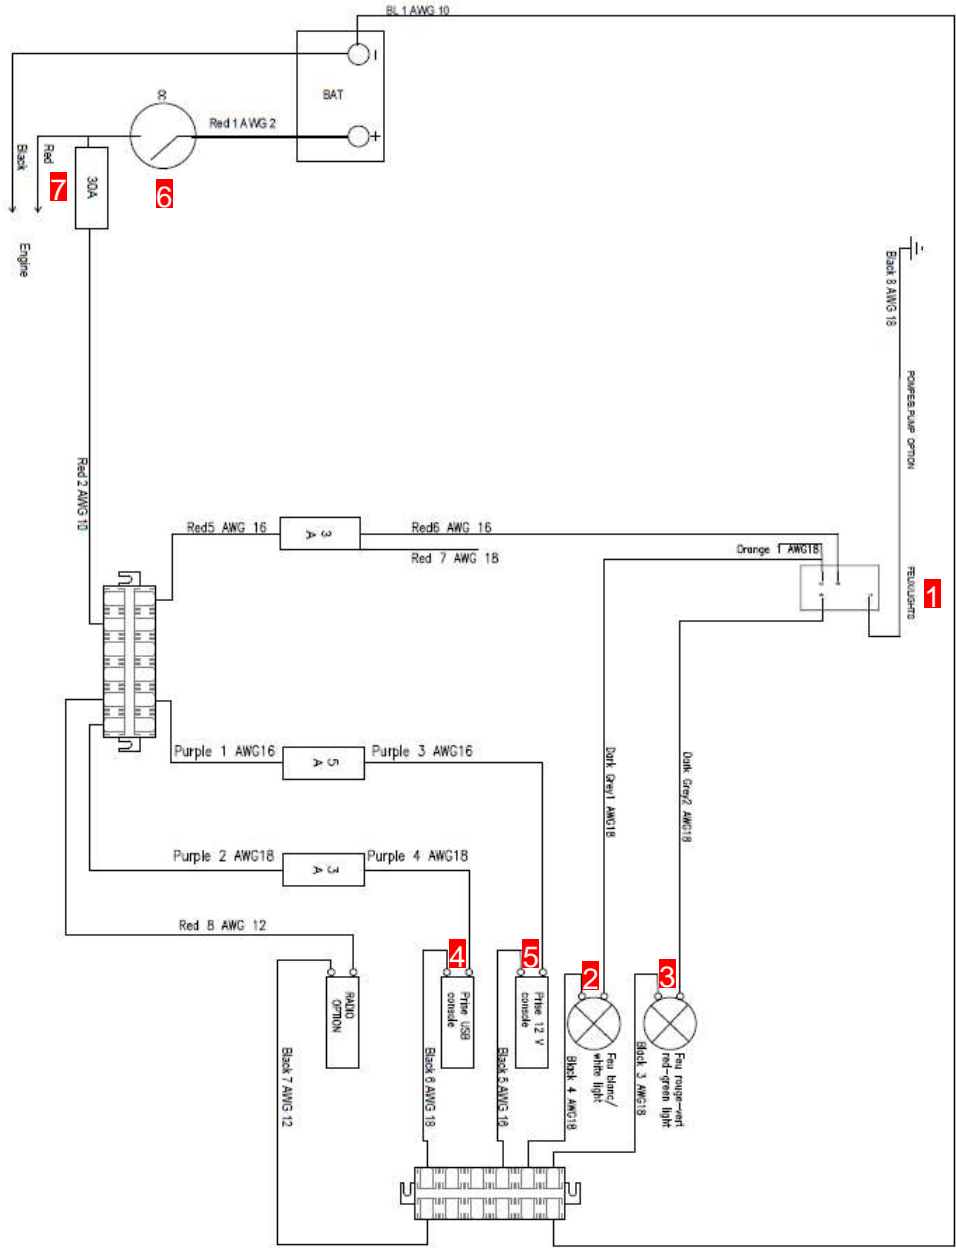 BL 1 AWG 10
BAT
-
+
Red 1 AWG 2
Black
Red
7
6
30A
Engine
Black 8 AWG 18
POMPE/B.PUMP OPTION
FEUX/LIGHTS
1
Red 2 AWG 10
Red5 AWG 16
3
A
Red6 AWG 16
Red 7 AWG 18
Orange 1 AWG18
Purple 1 AWG16
5
A
Purple 3 AWG16
Dark Grey1 AWG18
Dark Grey2 AWG18
Purple 2 AWG18
3
A
Purple 4 AWG18
Red 8 AWG 12
4
5
2
3
RADIO
OPTION
Prise USB
console
Prise 12 V
console
Feu blanc/
white light
Feu rouge-vert
red-green light
Black 7 AWG 12
Black 6 AWG 18
Black 5 AWG 16
Black 4 AWG18
Black 3 AWG18